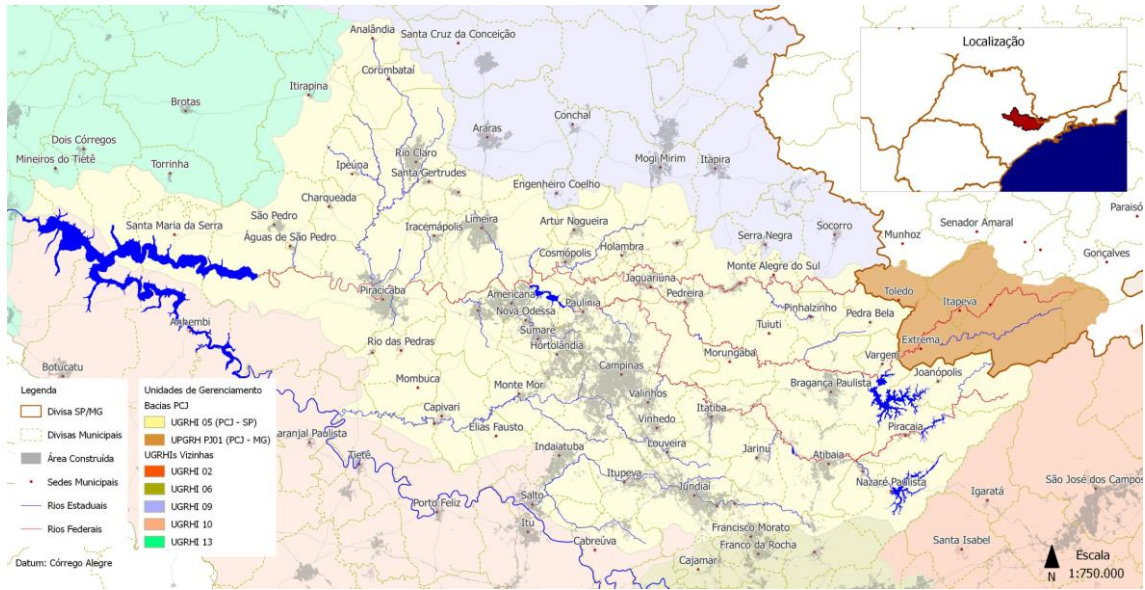 Analândia
Santa Cruz da Conceição
Localização
Corumbataí
Itirapina
Brotas
Conchal
Araras
Dois Córregos
Mineiros do Tietê
Torrinha
Rio Claro
Ipeúna
Santa Gertrudes
Mogi Mirim
Itapira
Engenheiro Coelho
Charqueada
Santa Maria da Serra
São Pedro
Águas de São Pedro
Iracemápolis
Limeira
Artur Nogueira
Holambra
Cosmópolis
Serra Negra
Socorro
Munhoz
Senador Amaral
Paraisó
Gonçalves
Jaguariúna
Monte Alegre do Sul
Toledo
Itapeva
Piracicaba
Americana
Nova Odessa
Paulínia
Pedreira
Pinhalzinho
Pedra Bela
Sumaré
Hortolândia
Tuiuti
Extrema
Anhembi
Rio das Pedras
Morungaba
Vargem
Joanópolis
Botucatu
Campinas
Bragança Paulista
Mombuca
Monte Mor
Valinhos
Capivari
Vinhedo
Itatiba
Piracaia
Elias Fausto
Louveira
Jarinu
Atibaia
Indaiatuba
Laranjal Paulista
Tietê
Itupeva
Jundiaí
Nazaré Paulista
São José dos Campos
Igaratá
Porto Feliz
Salto
Itu
Francisco Morato
Franco da Rocha
Cabreúva
Cajamar
Santa Isabel
Legenda
Divisa SP/MG
Divisas Municipais
Área Construída
Sedes Municipais
Rios Estaduais
Rios Federais
Datum: Córrego Alegre
Unidades de Gerenciamento
Bacias PCJ
UGRHI 05 (PCJ - SP)
UPGRH PJ01 (PCJ - MG)
UGRHIs Vizinhas
UGRHI 02
UGRHI 06
UGRHI 09
UGRHI 10
UGRHI 13
N
Escala
1:750.000